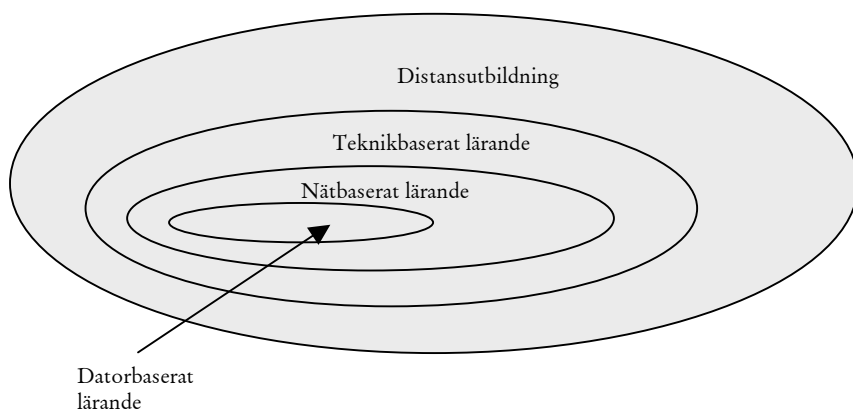 Distansutbildning
Teknikbaserat lärande
Nätbaserat lärande
Datorbaserat
lärande